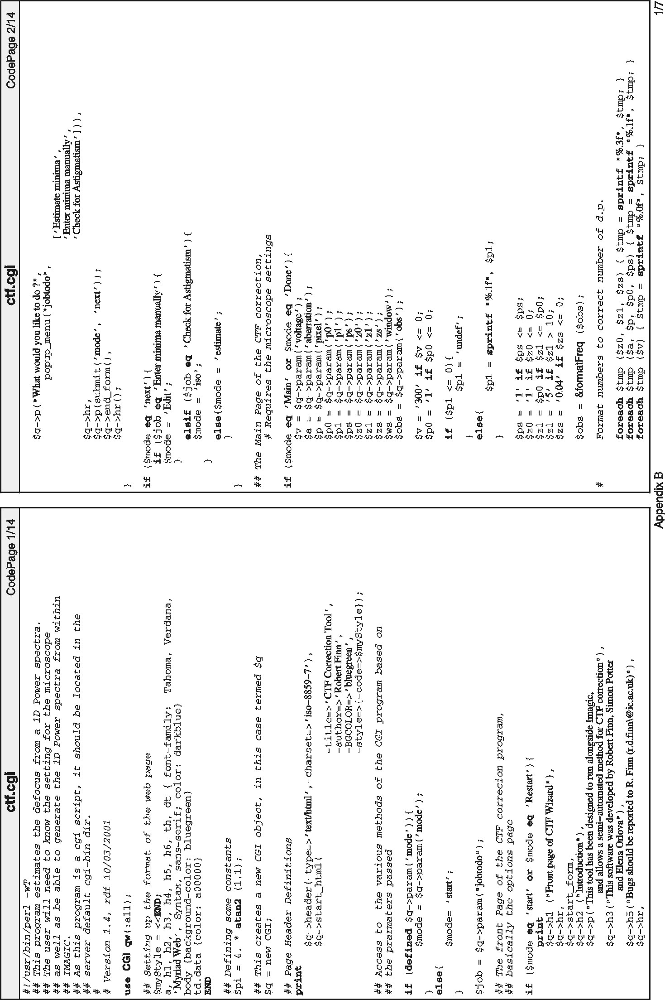 ctf.cgi CodePage 1/14
#!/usr/bin/perl -wT
## This program estimates the defocus from a 1D Power spectra.
## The user will need to know the setting for the microscope
## as well as be able to generate the 1D Power spectra from within
## IMAGIC.
## As this program is a cgi script, it should be located in the
## server default cgi-bin dir.
#
# Version 1.4, rdf 10/03/2001
use CGI qw(:all);
## Setting up the format of the web page
$myStyle = <<END;
a, h1, h2, h3, h4, h5, h6, th, dt { font-family: Tahoma, Verdana,
'Myriad Web', Syntax, sans-serif; color: darkblue}
body {background-color: bluegreen}
td.data {color: a00000}
END
## Defining some constants
$pi = 4. * atan2 (1,1);
## This creates a new CGI object, in this case termed $q
$q = new CGI;
## Page Header Definitions
print
$q->header(-type=>'text/html',-charset=>'iso-8859-7'),
$q->start_html(
-title=>'CTF Correction Tool',
-author=>'Robert Finn',
-BGCOLOR=>'bluegreen',
-style=>{-code=>$myStyle});
## Access to the various methods of the CGI program based on
## the prarmaters passed
if (defined $q->param('mode')){
$mode = $q->param('mode');
}
else{
$mode= 'start';
}
$job = $q->param("jobtodo");
## The front Page of the CTF correcion program,
## basically the options page
if ($mode eq 'start' or $mode eq 'Restart'){
print
$q->h1 ("Front page of CTF Wizard"),
$q->hr,
$q->start_form,
$q->h2 ("Introduction"),
$q->p("This tool has been designed to run alongside Imagic,
and allows a semi-automated method for CTF correction"),
$q->h3("This software was developed by Robert Finn, Simon Potter
and Elena Orlova"),
$q->h5("Bugs should be reported to R. Finn (r.d.finn\@ic.ac.uk)"),
$q->hr,
ctf.cgi CodePage 2/14
$q->p("What would you like to do ?",
popup_menu("jobtodo",
['Estimate minima',
'Enter minima manually',
'Check for Astigmatism'])),
$q->hr,
$q->p(submit('mode', 'next'));
$q->end_form(),
$q->hr();
}
if ($mode eq 'next'){
if ($job eq 'Enter minima manually'){
$mode = 'Edit';
}
elsif ($job eq 'Check for Astigmatism'){
$mode = 'iso';
}
else{$mode = 'estimate';
}
}
## The Main Page of the CTF correction,
# Requires the microscope settings
if ($mode eq 'Main' or $mode eq 'Done'){
$v = $q->param('voltage');
$a = $q->param('aberration');
$p = $q->param('pixel');
$p0 = $q->param('p0');
$p1 = $q->param('p1');
$ps = $q->param('ps');
$z0 = $q->param('z0');
$z1 = $q->param('z1');
$zs = $q->param('zs');
$ws = $q->param('window');
$obs = $q->param('obs');
$v = '300' if $v <= 0;
$p0 = '1' if $p0 <= 0;
if ($p1 <= 0){
$p1 = 'undef';
}
else{
$p1 = sprintf "%.1f", $p1;
}
$ps = '1' if $ps <= $ps;
$z0 = '1' if $z0 <= 0;
$z1 = $p0 if $z1 <= $p0;
$z1 = '5' if $z1 > 10;
$zs = '0.04' if $zs <= 0;
$obs = &formatFreq ($obs);
# Format numbers to correct number of d.p.
foreach $tmp ($z0, $z1, $zs) { $tmp = sprintf "%.3f", $tmp; }
foreach $tmp ($a, $p, $p0, $ps) { $tmp = sprintf "%.1f", $tmp; }
foreach $tmp ($v) { $tmp = sprintf "%.0f", $tmp; }
Appendix B 1/7